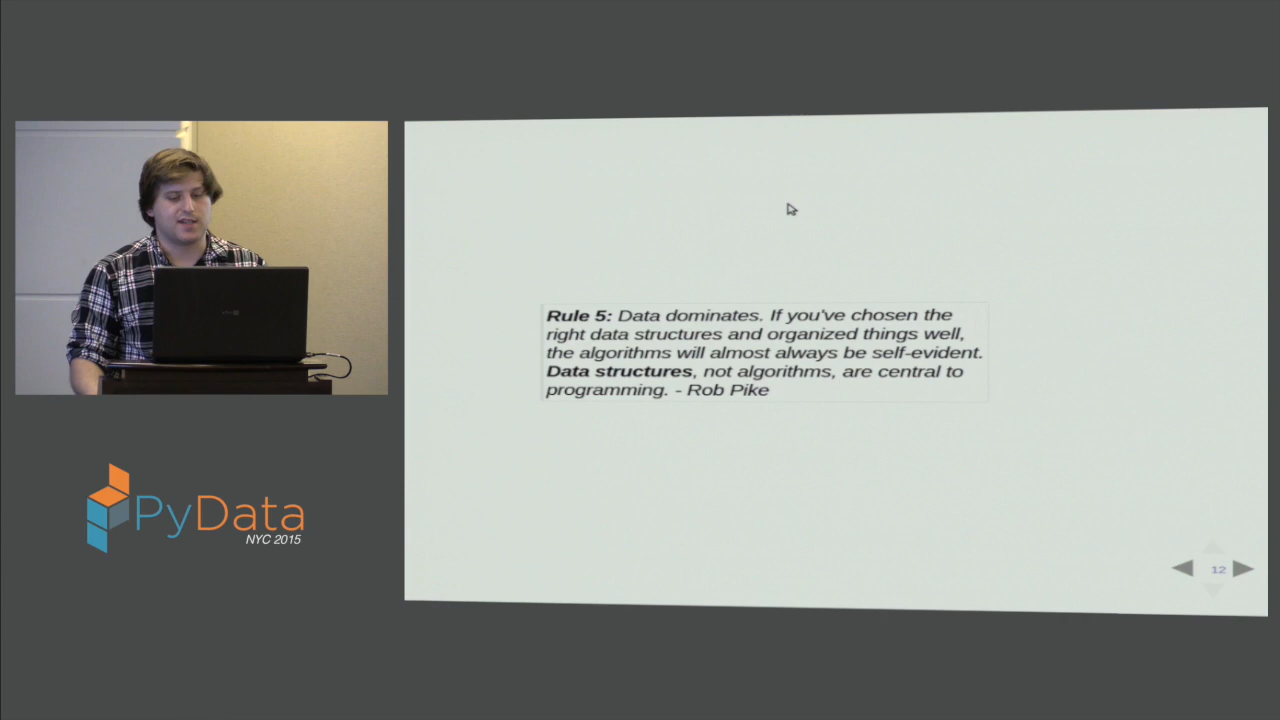 Rule 5: Data dominates. If you've chosen the
right data structures and organized things well,
the algorithms will almost always be self-evident.
Data structures, not algorithms, are central to
programming. - Rob Pike
12
PyData
NYC 2015